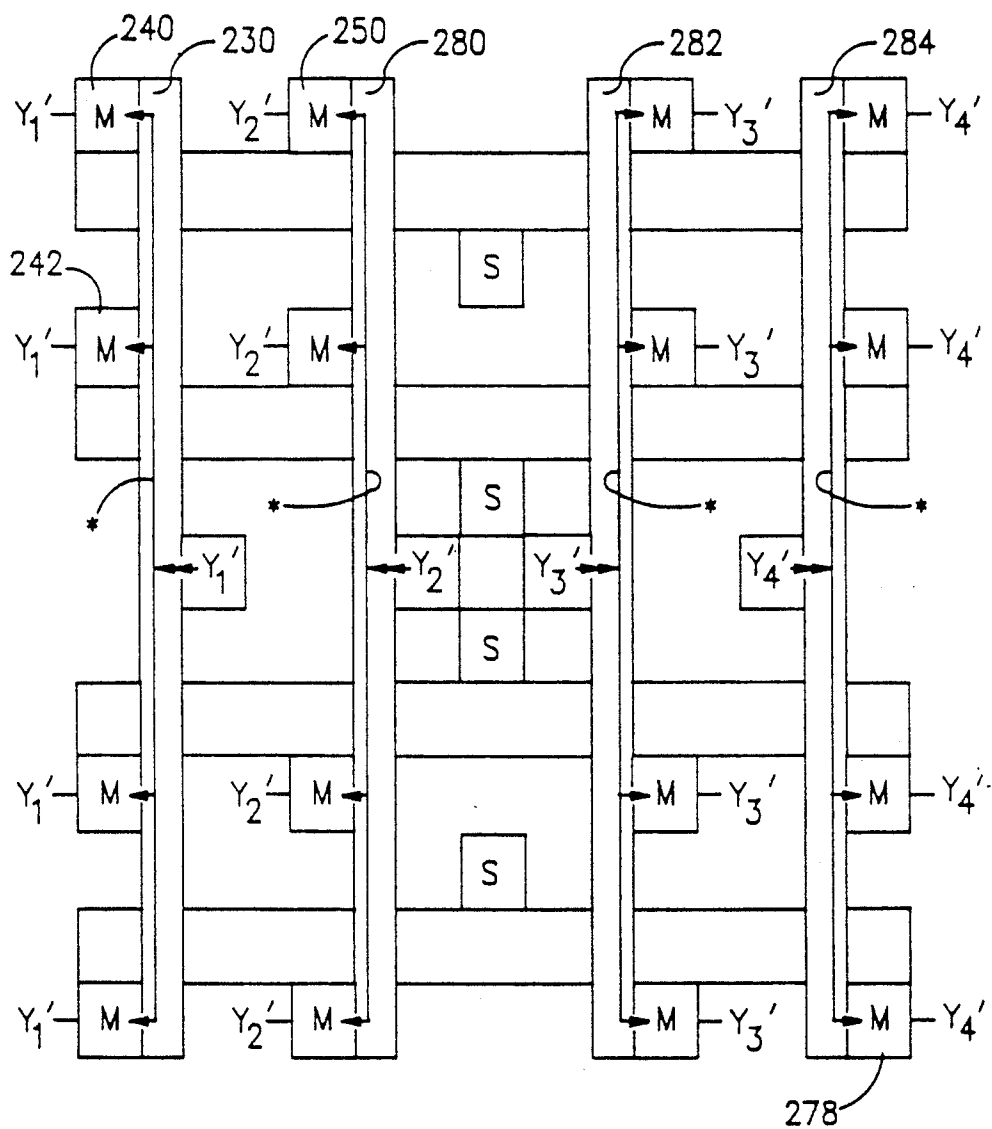 240 230 250 280 282 284
Y1' M Y2' M M Y3' M Y4'
S
242
Y1' M Y2' M M Y3' M Y4'
S
* * * *
Y1' Y2' Y3' Y4'
S
Y1' M Y2' M M Y3' M Y4'
S
Y1' M Y2' M M Y3' M Y4'
278